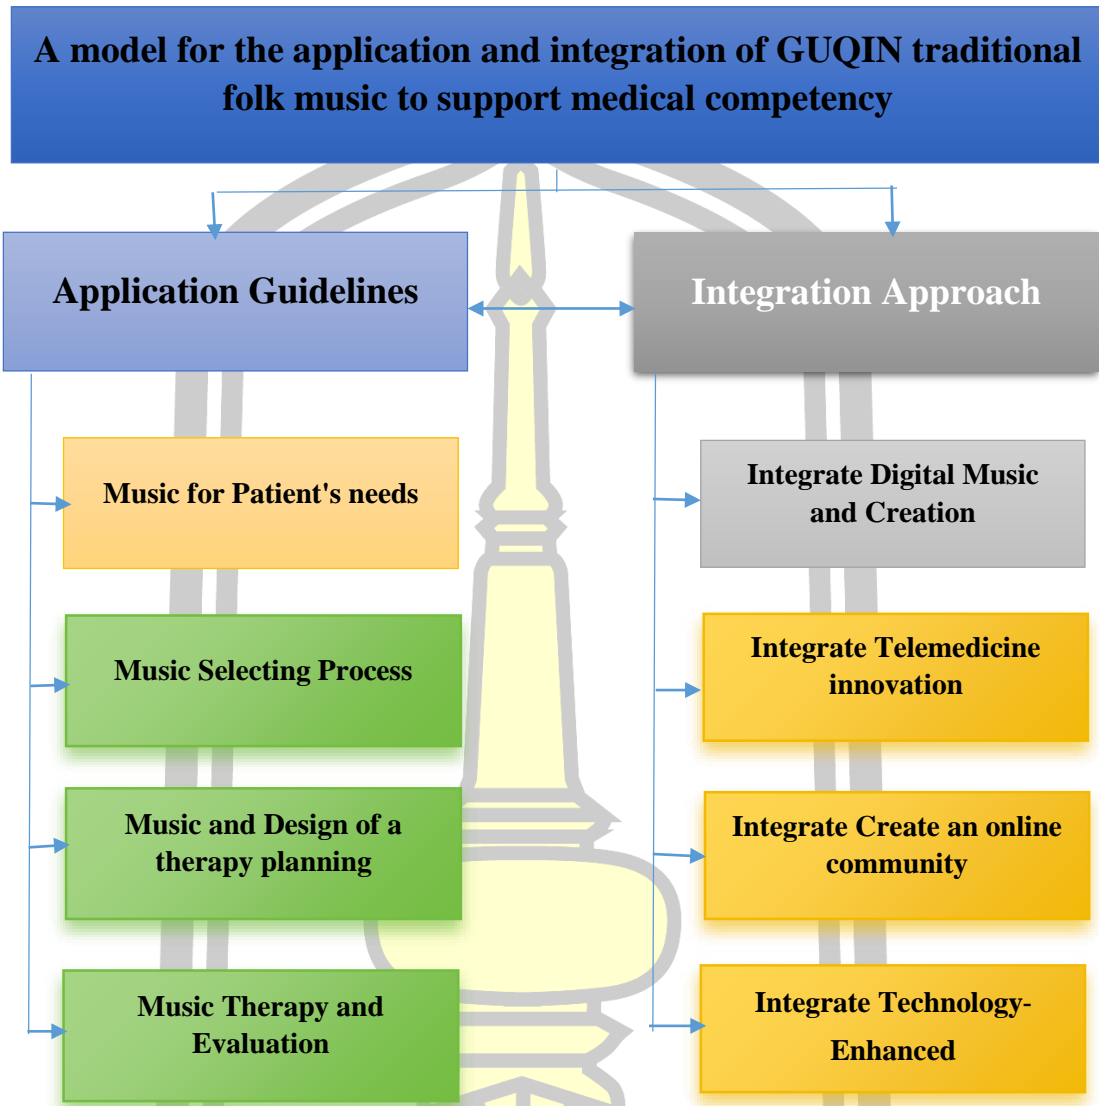 A model for the application and integration of GUQIN traditional
folk music to support medical competency
Application Guidelines
Integration Approach
Music for Patient's needs
Integrate Digital Music
and Creation
Music Selecting Process
Integrate Telemedicine
innovation
Music and Design of a
therapy planning
Integrate Create an online
community
Music Therapy and
Evaluation
Integrate Technology-
Enhanced